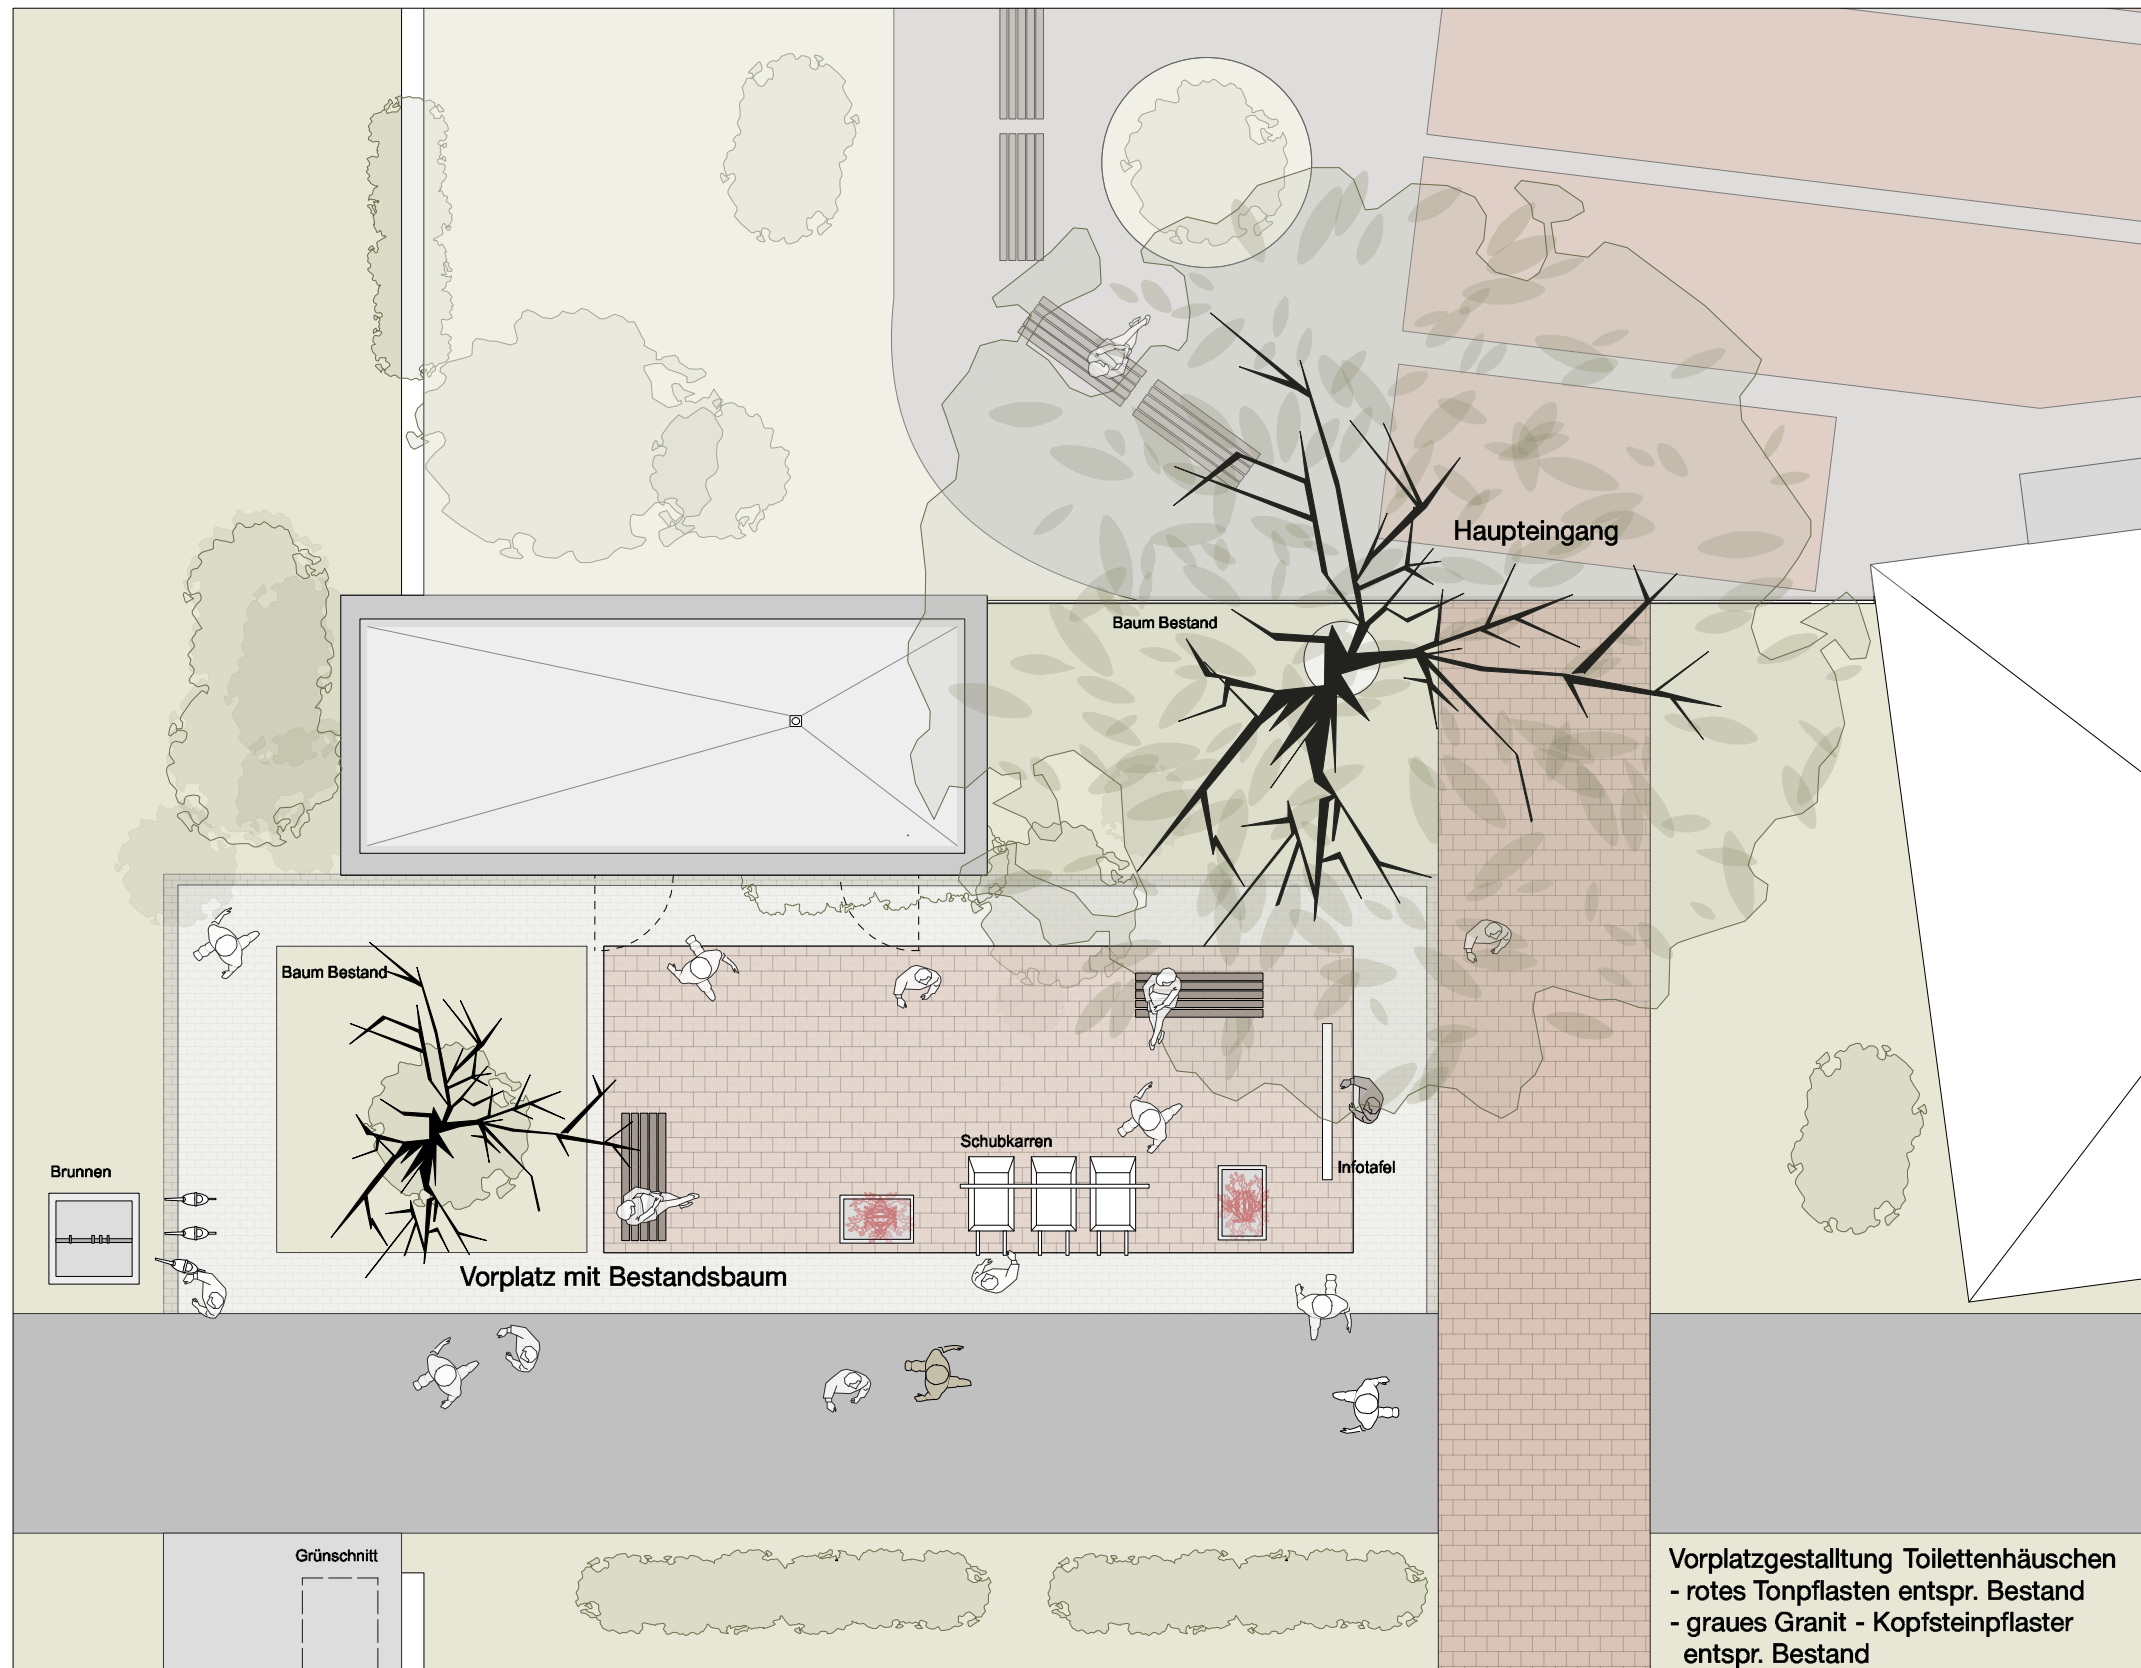 Haupteingang
Baum Bestand
Baum Bestand
Schubkarren
Infotafel
Brunnen
Vorplatz mit Bestandsbaum
Grünschnitt
Vorplatzgestalltung Toilettenhäuschen
- rotes Tonpflasten entspr. Bestand
- graues Granit - Kopfsteinpflaster
entspr. Bestand